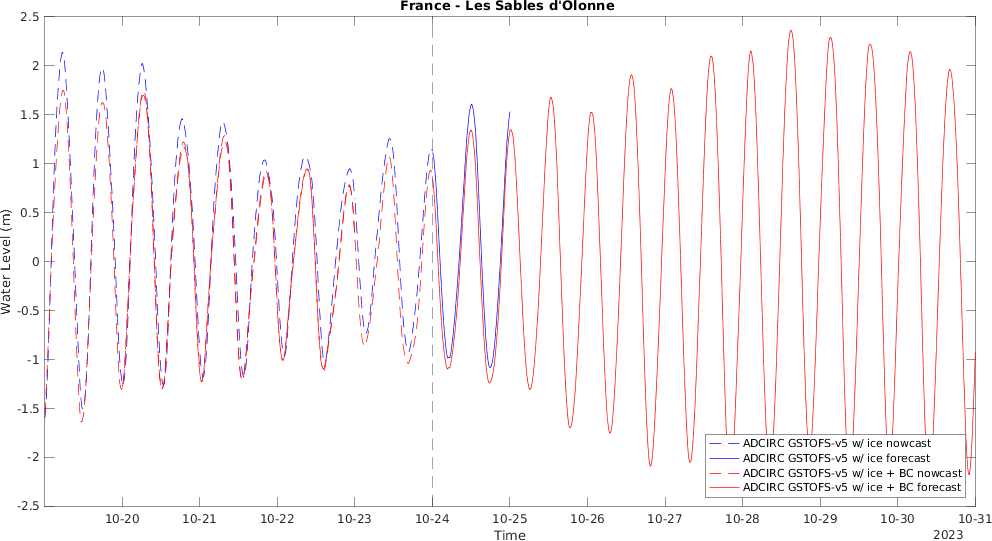 France - Les Sables d'Olonne
2.5
2
1.5
1
0.5
0
-0.5
-1
-1.5
-2
-2.5
Water Level (m)
ADCIRC GSTOFS-v5 w/ ice nowcast
ADCIRC GSTOFS-v5 w/ ice forecast
ADCIRC GSTOFS-v5 w/ ice + BC nowcast
ADCIRC GSTOFS-v5 w/ ice + BC forecast
10-20 10-21 10-22 10-23 10-24 10-25 10-26 10-27 10-28 10-29 10-30 10-31
Time
2023